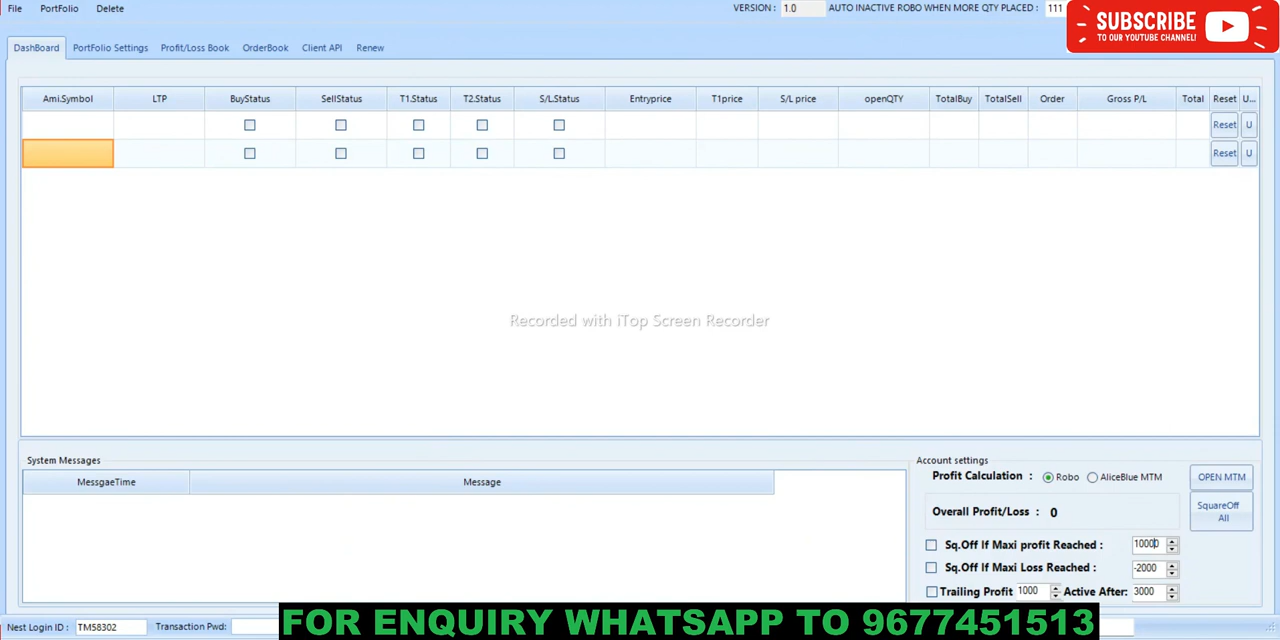 File PortFolio Delete VERSION : 1.0 AUTO INACTIVE ROBO WHEN MORE QTY PLACED : 111
SUBSCRIBE
TO OUR YOUTUBE CHANNEL!
DashBoard PortFolio Settings Profit/Loss Book OrderBook Client API Renew
Ami.Symbol LTP BuyStatus SellStatus T1.Status T2.Status S/L.Status Entryprice T1price S/L price openQTY TotalBuy TotalSell Order Gross P/L Total Reset U...
Reset U
Reset U
Recorded with iTop Screen Recorder
System Messages
MessgaeTime Message
Account settings
Profit Calculation : Robo AliceBlue MTM OPEN MTM
Overall Profit/Loss : 0
SquareOff
All
Sq.Off If Maxi profit Reached : 10000
Sq.Off If Maxi Loss Reached : -2000
Trailing Profit 1000 Active After: 3000
Nest Login ID : TM58302 Transaction Pwd:
FOR ENQUIRY WHATSAPP TO 9677451513